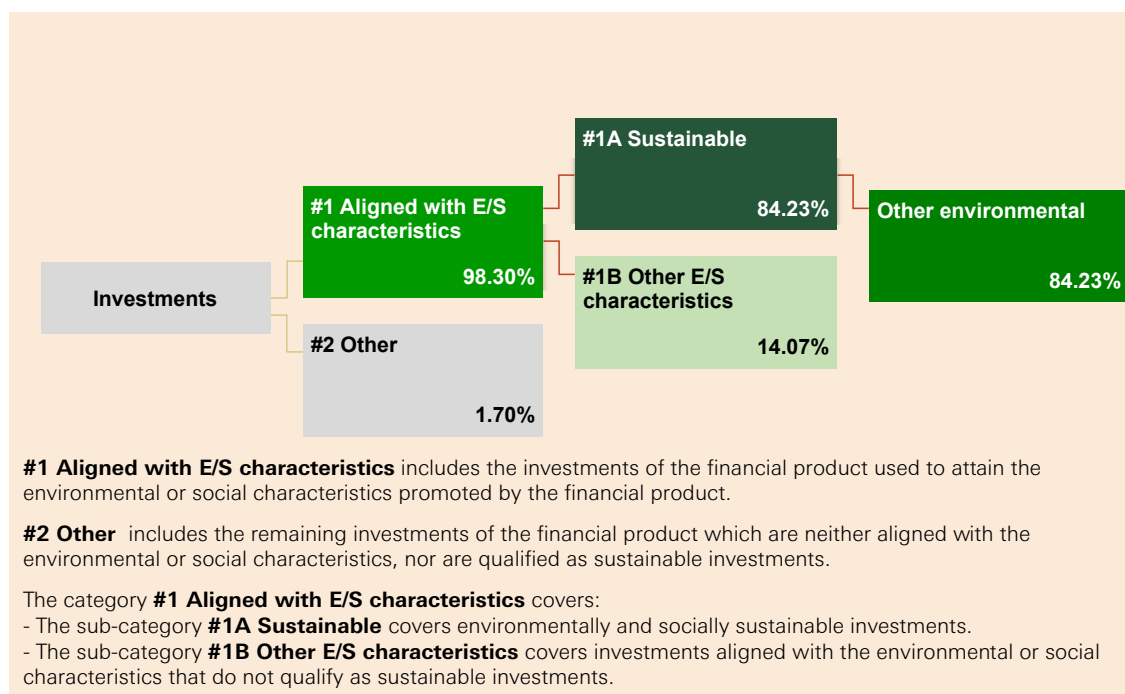 #1A Sustainable
84.23%
#1 Aligned with E/S
characteristics
98.30%
Other environmental
84.23%
Investments
#1B Other E/S
characteristics
14.07%
#2 Other
1.70%
#1 Aligned with E/S characteristics includes the investments of the financial product used to attain the
environmental or social characteristics promoted by the financial product.
#2 Other includes the remaining investments of the financial product which are neither aligned with the
environmental or social characteristics, nor are qualified as sustainable investments.
The category #1 Aligned with E/S characteristics covers:
- The sub-category #1A Sustainable covers environmentally and socially sustainable investments.
- The sub-category #1B Other E/S characteristics covers investments aligned with the environmental or social
characteristics that do not qualify as sustainable investments.